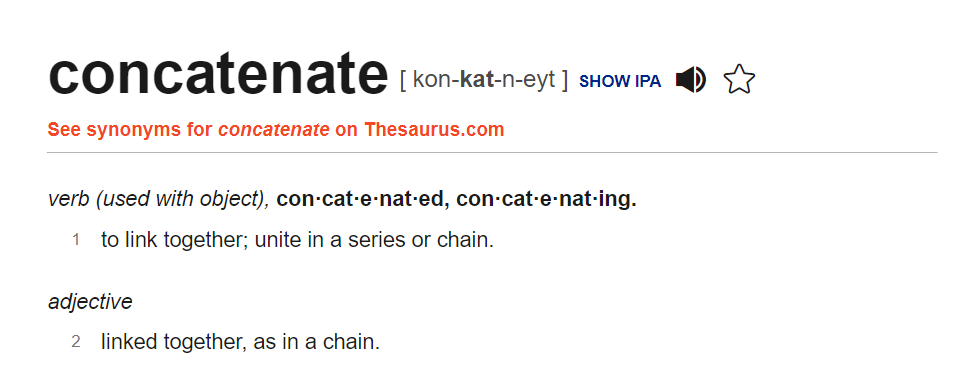 concatenate [ kon-kat-n-eyt ] SHOW IPA
See synonyms for concatenate on Thesaurus.com
verb (used with object), con·cat·e·nat·ed, con·cat·e·nat·ing.
1 to link together; unite in a series or chain.
adjective
2 linked together, as in a chain.